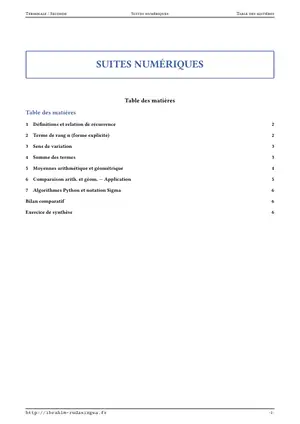 Terminale / Seconde Suites numériques Table des matières
SUITES NUMÉRIQUES
Table des matières
Table des matières
1 Définitions et relation de récurrence 2
2 Terme de rang n (forme explicite) 2
3 Sens de variation 3
4 Somme des termes 3
5 Moyennes arithmétique et géométrique 4
6 Comparaison arith. et géom. — Application 5
7 Algorithmes Python et notation Sigma 6
Bilan comparatif 6
Exercice de synthèse 6